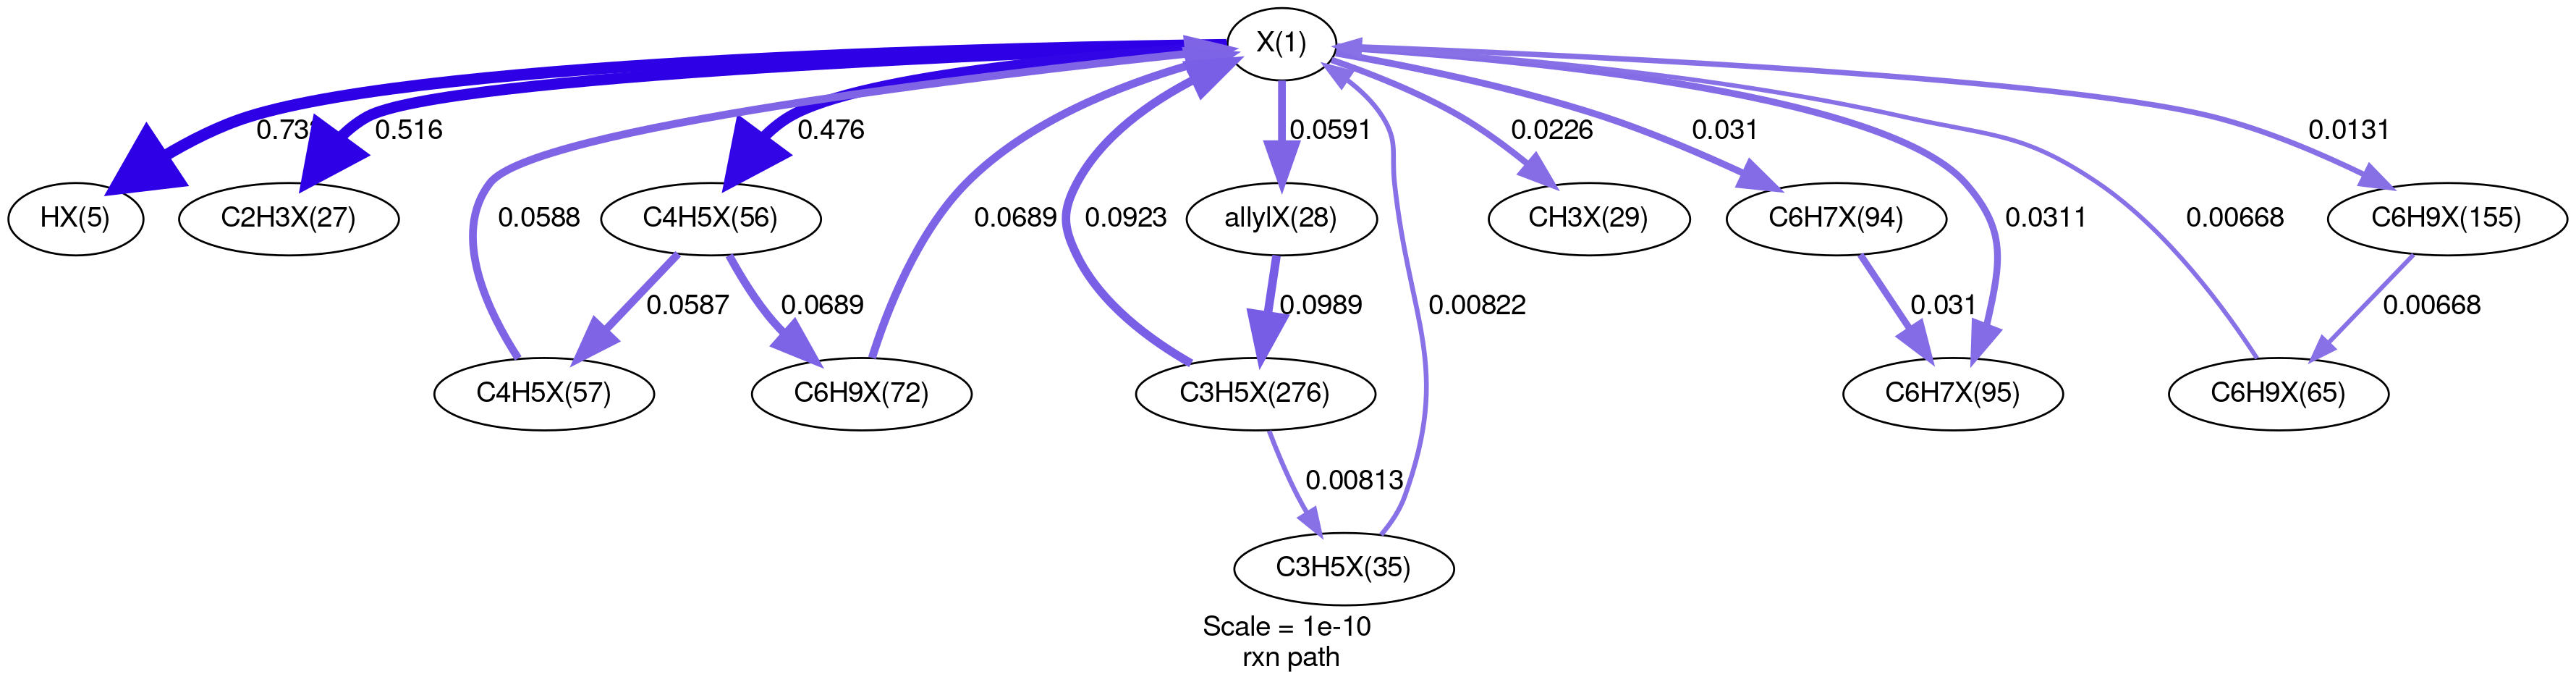 X(1)
0.516
0.476
0.0591
0.0226
0.031
0.0131
HX(5)
C2H3X(27)
0.0588
C4H5X(56)
0.0689
0.0923
allylX(28)
CH3X(29)
C6H7X(94)
0.0311
0.00668
C6H9X(155)
0.0587
0.0689
0.0989
0.00822
0.031
0.00668
C4H5X(57)
C6H9X(72)
C3H5X(276)
C6H7X(95)
C6H9X(65)
0.00813
C3H5X(35)
Scale = 1e-10
rxn path